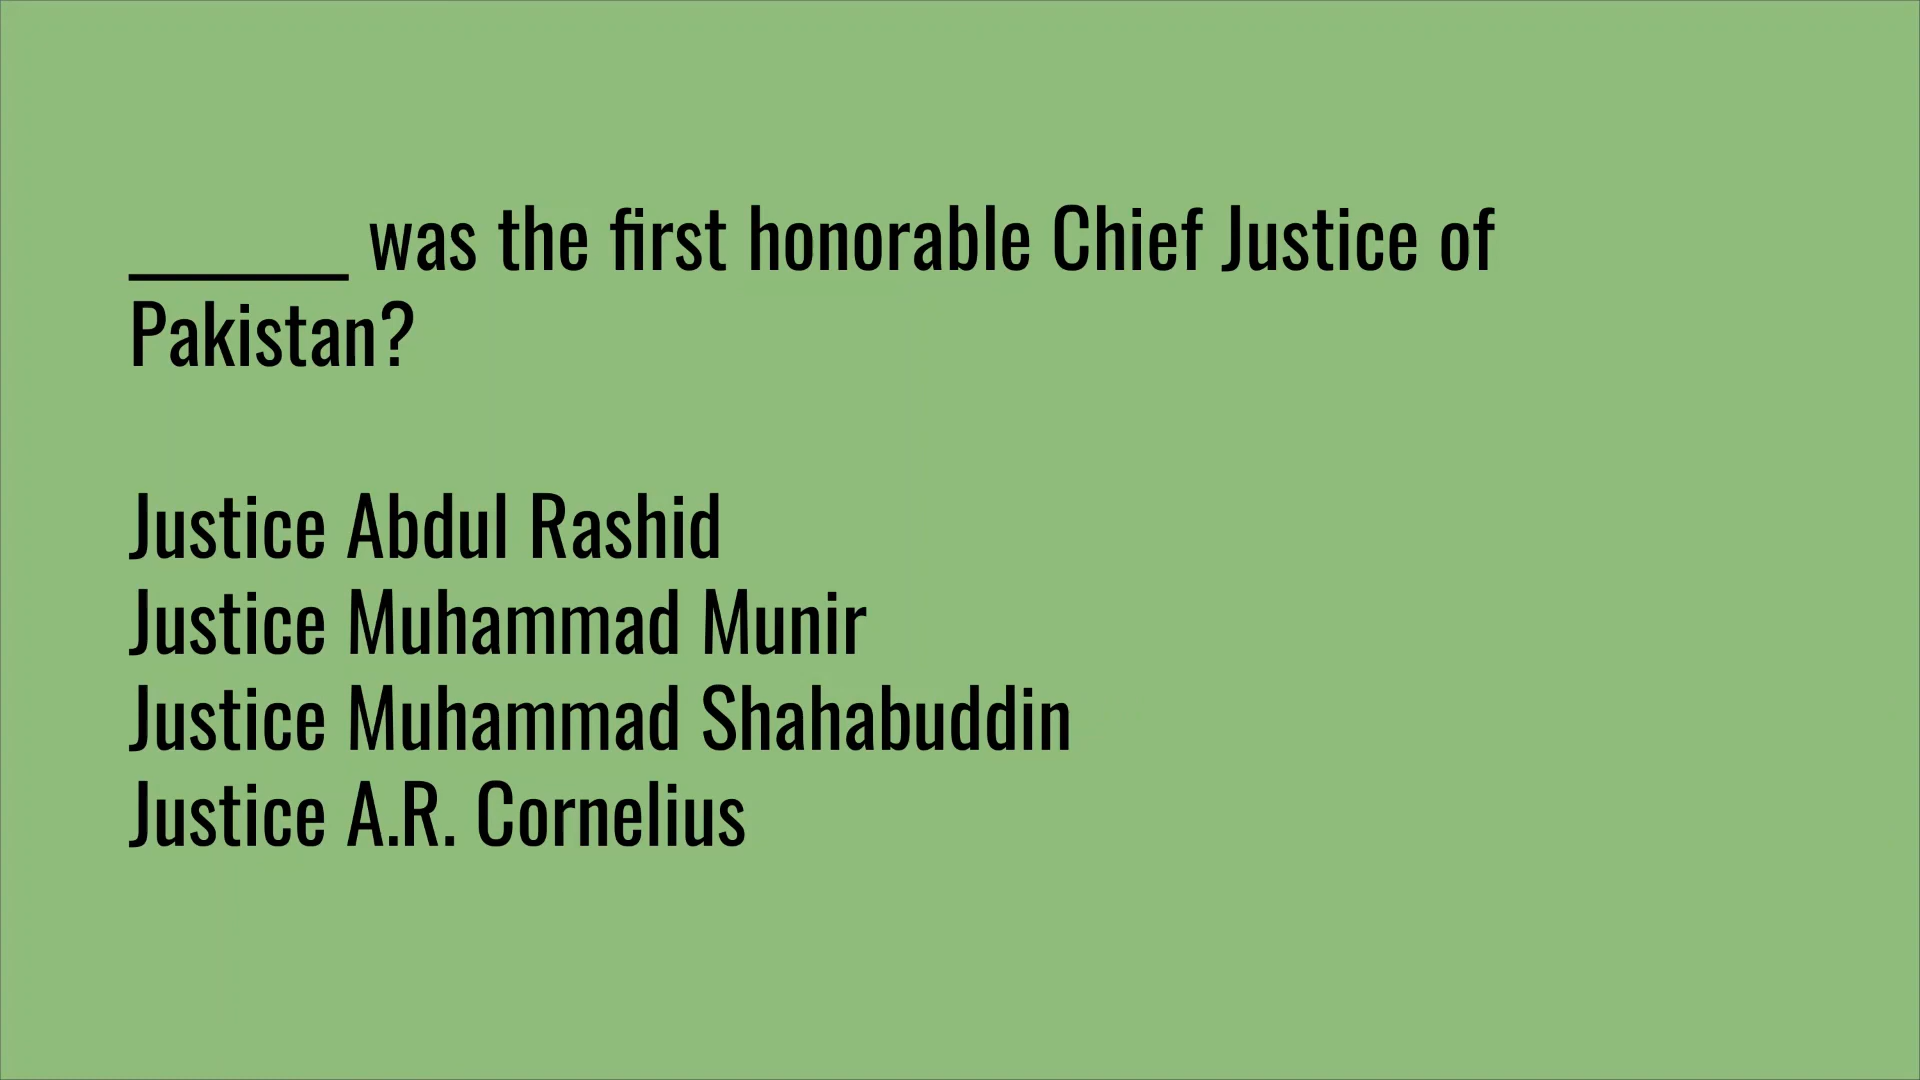 ______ was the first honorable Chief Justice of
Pakistan?
Justice Abdul Rashid
Justice Muhammad Munir
Justice Muhammad Shahabuddin
Justice A.R. Cornelius